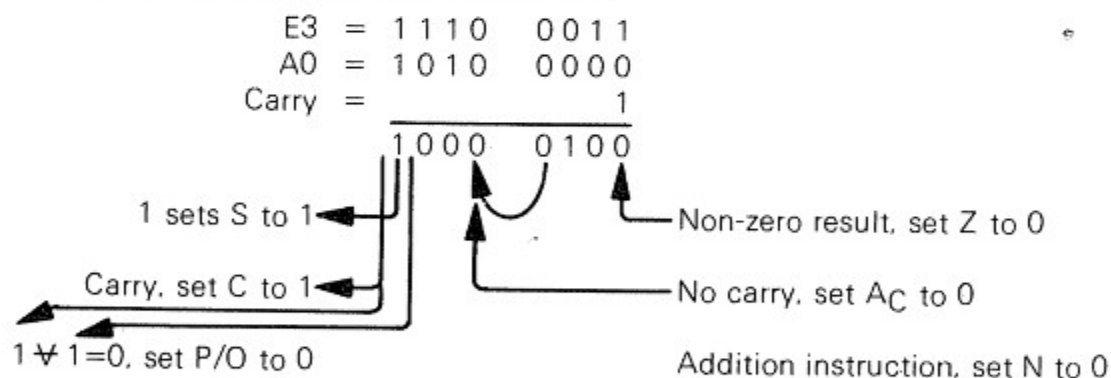 E3 = 1110 0011
A0 = 1010 0000
Carry = 1
1000 0100
1 sets S to 1
Non-zero result, set Z to 0
Carry, set C to 1
No carry, set AC to 0
1 ⊻ 1=0, set P/O to 0
Addition instruction, set N to 0